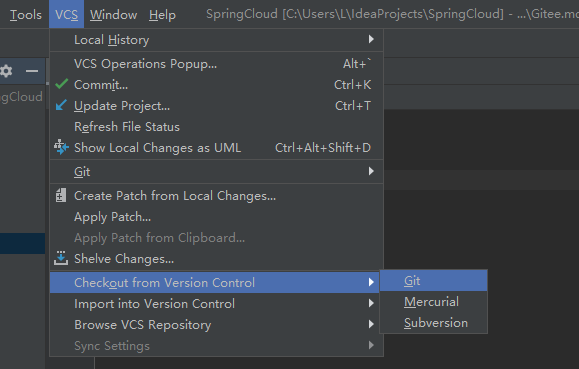 Tools VCS Window Help SpringCloud [C:\Users\L\IdeaProjects\SpringCloud] - ...\Gitee.mo
Local History
VCS Operations Popup... Alt+`
Commit... Ctrl+K
ngCloud
Update Project... Ctrl+T
Refresh File Status
Show Local Changes as UML Ctrl+Alt+Shift+D
Git
Create Patch from Local Changes...
Apply Patch...
Apply Patch from Clipboard...
Shelve Changes...
Checkout from Version Control
Git
Import into Version Control
Mercurial
Browse VCS Repository
Subversion
Sync Settings